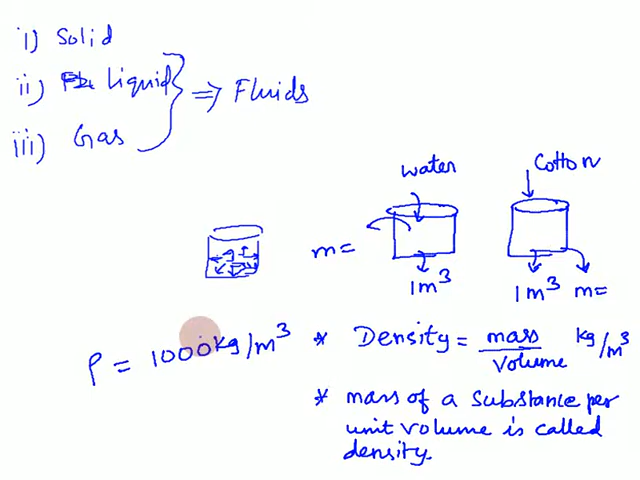 i) Solid
ii) Liquid
iii) Gas
⇒ Fluids
water
Cotton
m=
1m³
1m³
m=
ρ = 1000kg/m³
* Density = mass/volume kg/m³
* mass of a substance per
unit volume is called
density.